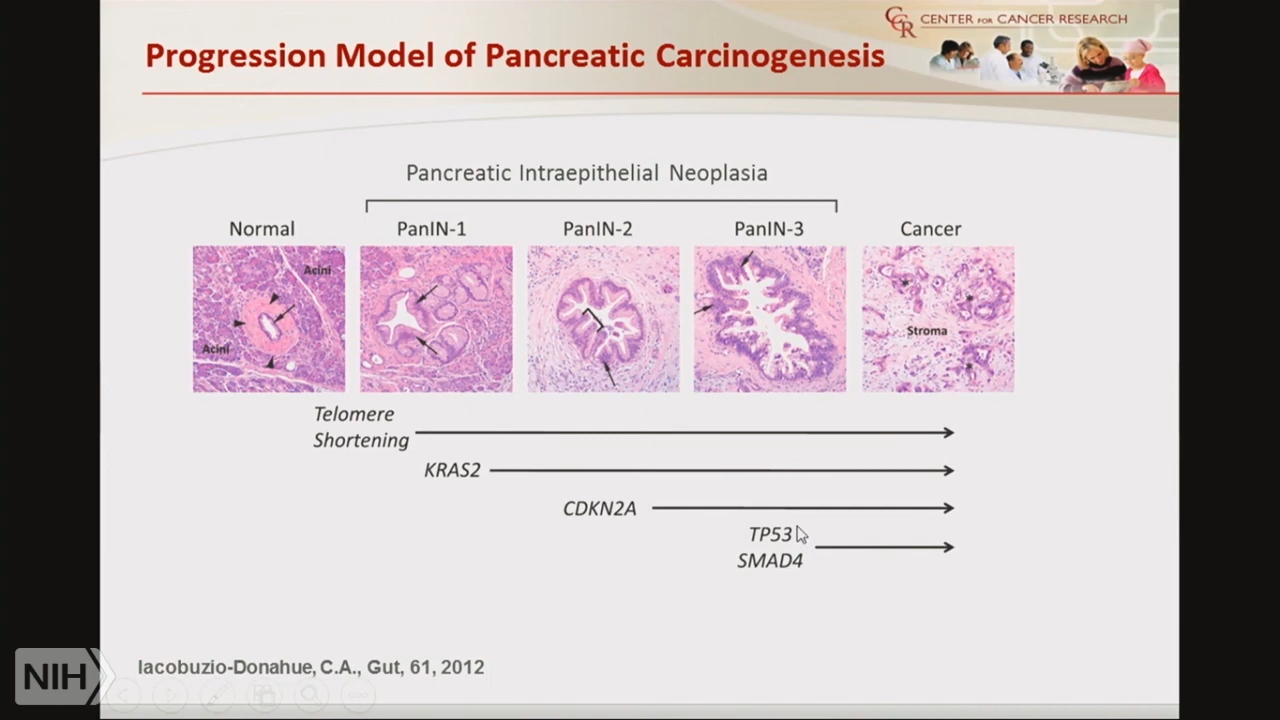 CCR CENTER FOR CANCER RESEARCH
Progression Model of Pancreatic Carcinogenesis
Pancreatic Intraepithelial Neoplasia
Normal PanIN-1 PanIN-2 PanIN-3 Cancer
Acini
Acini
Stroma
Telomere
Shortening
KRAS2
CDKN2A
TP53
SMAD4
Iacobuzio-Donahue, C.A., Gut, 61, 2012
NIH